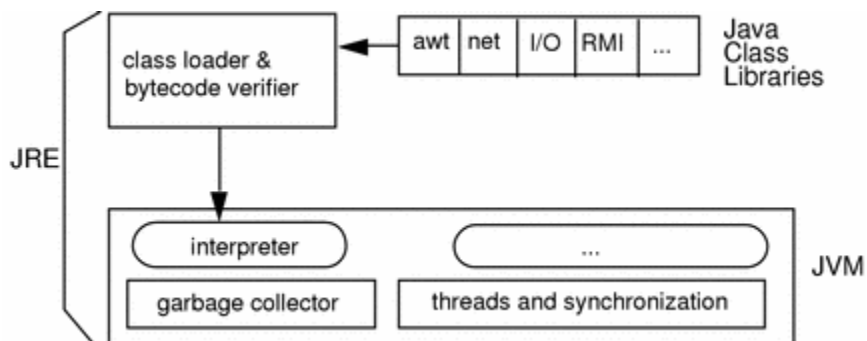 class loader &
bytecode verifier
awt net I/O RMI ...
Java
Class
Libraries
JRE
interpreter
...
garbage collector
threads and synchronization
JVM